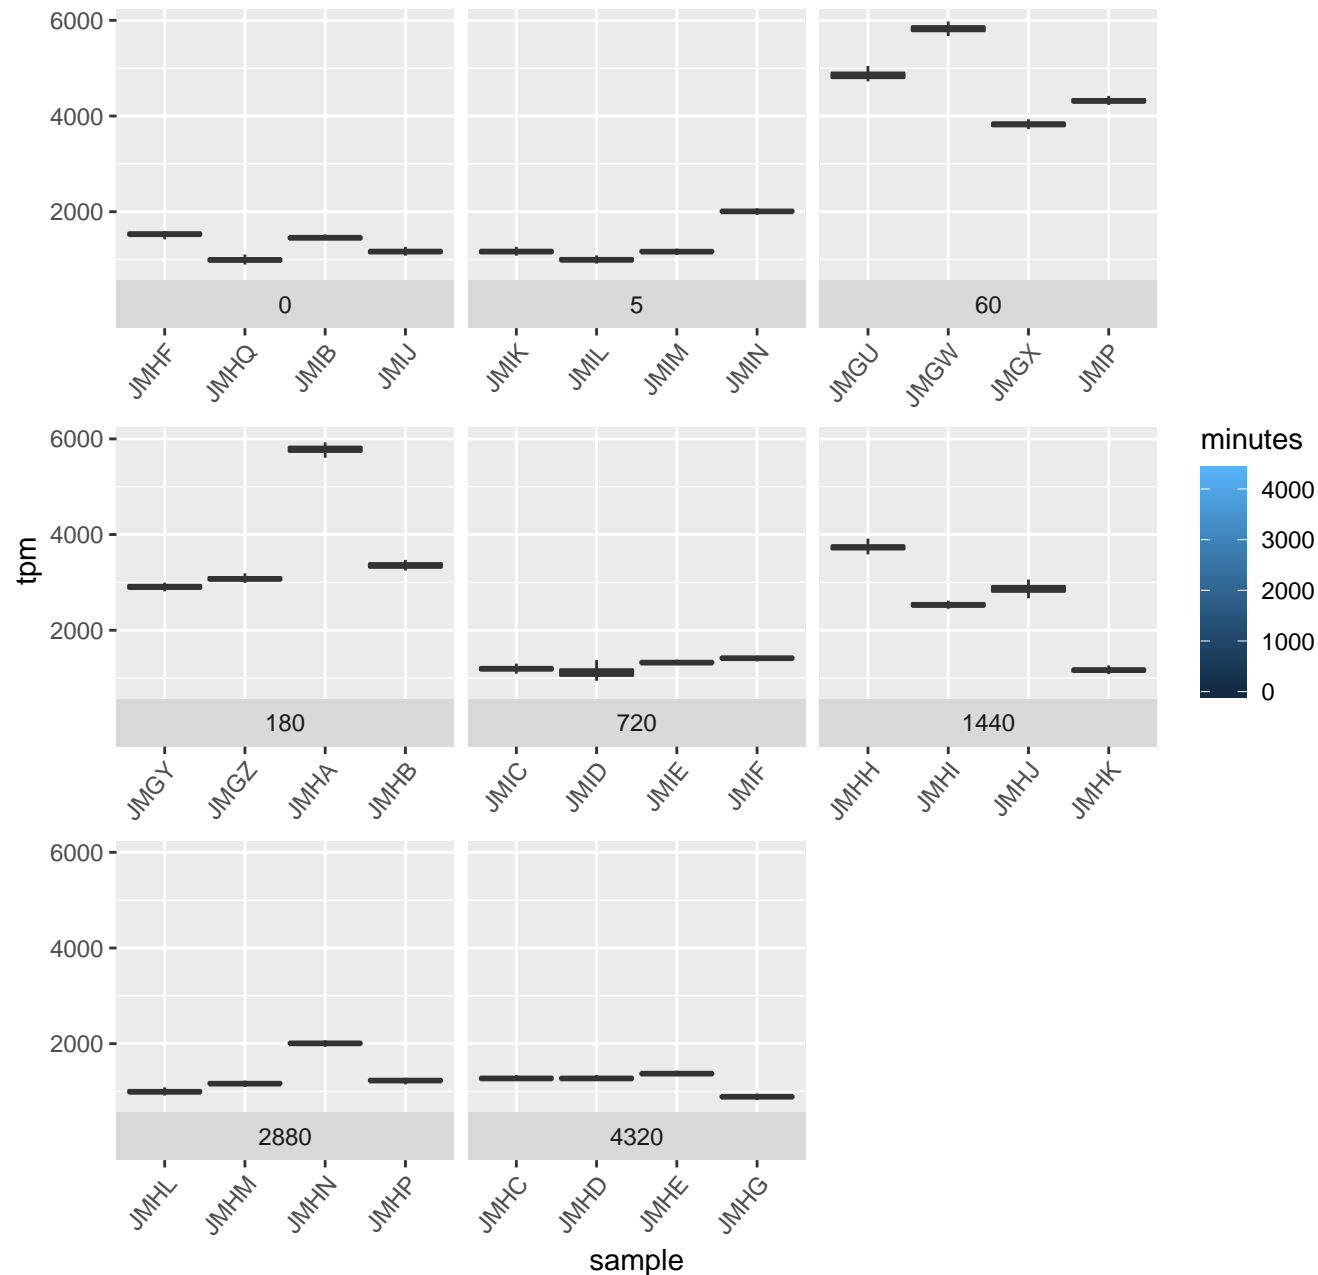 6000
4000
2000
0
5
60
JMHF
JMHQ
JMIB
JMIJ
JMIK
JMIL
JMIM
JMIN
JMGU
JMGW
JMGX
JMIP
6000
4000
2000
180
720
1440
JMGY
JMGZ
JMHA
JMHB
JMIC
JMID
JMIE
JMIF
JMHH
JMHI
JMHJ
JMHK
tpm
minutes
4000
3000
2000
1000
0
6000
4000
2000
2880
4320
JMHL
JMHM
JMHN
JMHP
JMHC
JMHD
JMHE
JMHG
sample